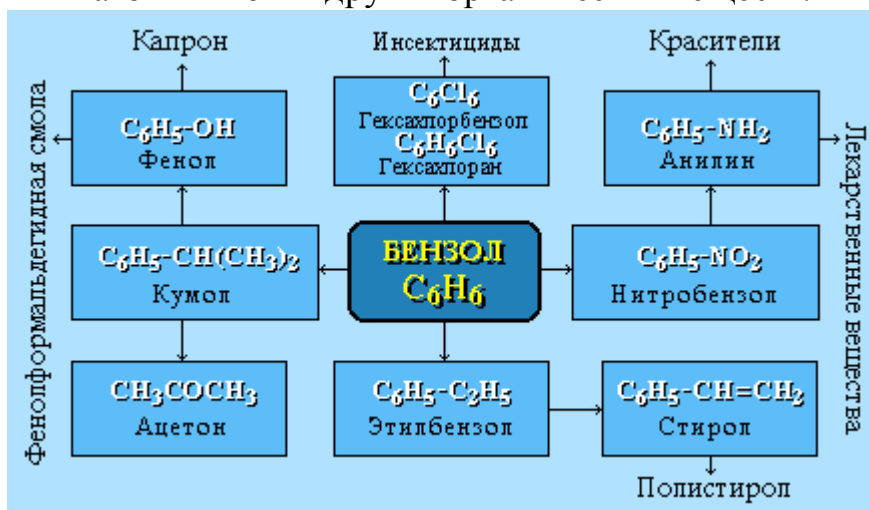 Капрон
Инсектициды
Красители
C₆H₅-OH
Фенол
C₆Cl₆
Гексахлорбензол
C₆H₆Cl₆
Гексахлоран
C₆H₅-NH₂
Анилин
Фенолформальдегидная смола
Лекарственные вещества
C₆H₅-CH(CH₃)₂
Кумол
БЕНЗОЛ
C₆H₆
C₆H₅-NO₂
Нитробензол
CH₃COCH₃
Ацетон
C₆H₅-C₂H₅
Этилбензол
C₆H₅-CH=CH₂
Стирол
Полистирол